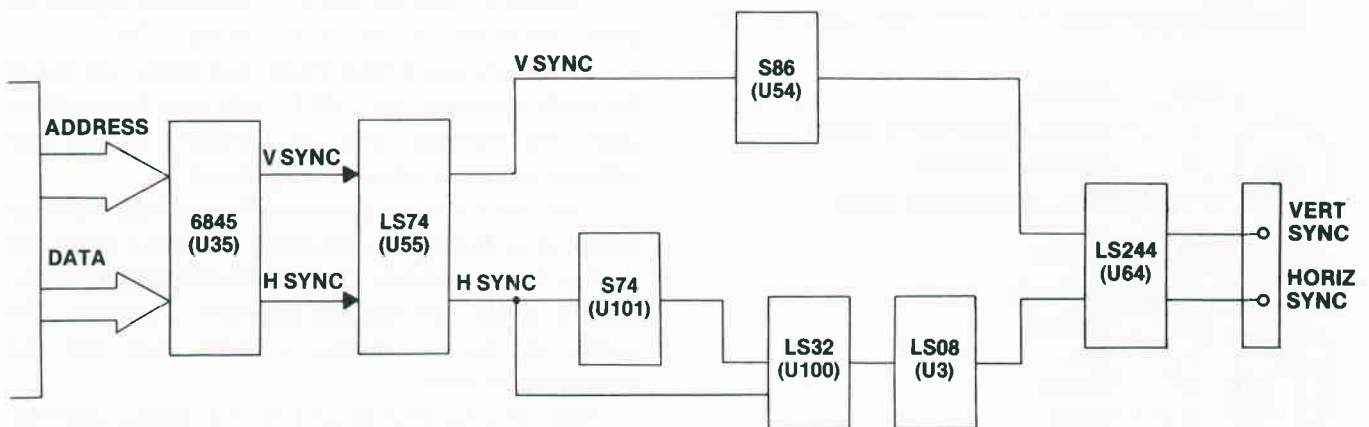 ADDRESS
DATA
6845
(U35)
V SYNC
H SYNC
LS74
(U55)
V SYNC
H SYNC
S86
(U54)
S74
(U101)
LS32
(U100)
LS08
(U3)
LS244
(U64)
VERT
SYNC
HORIZ
SYNC